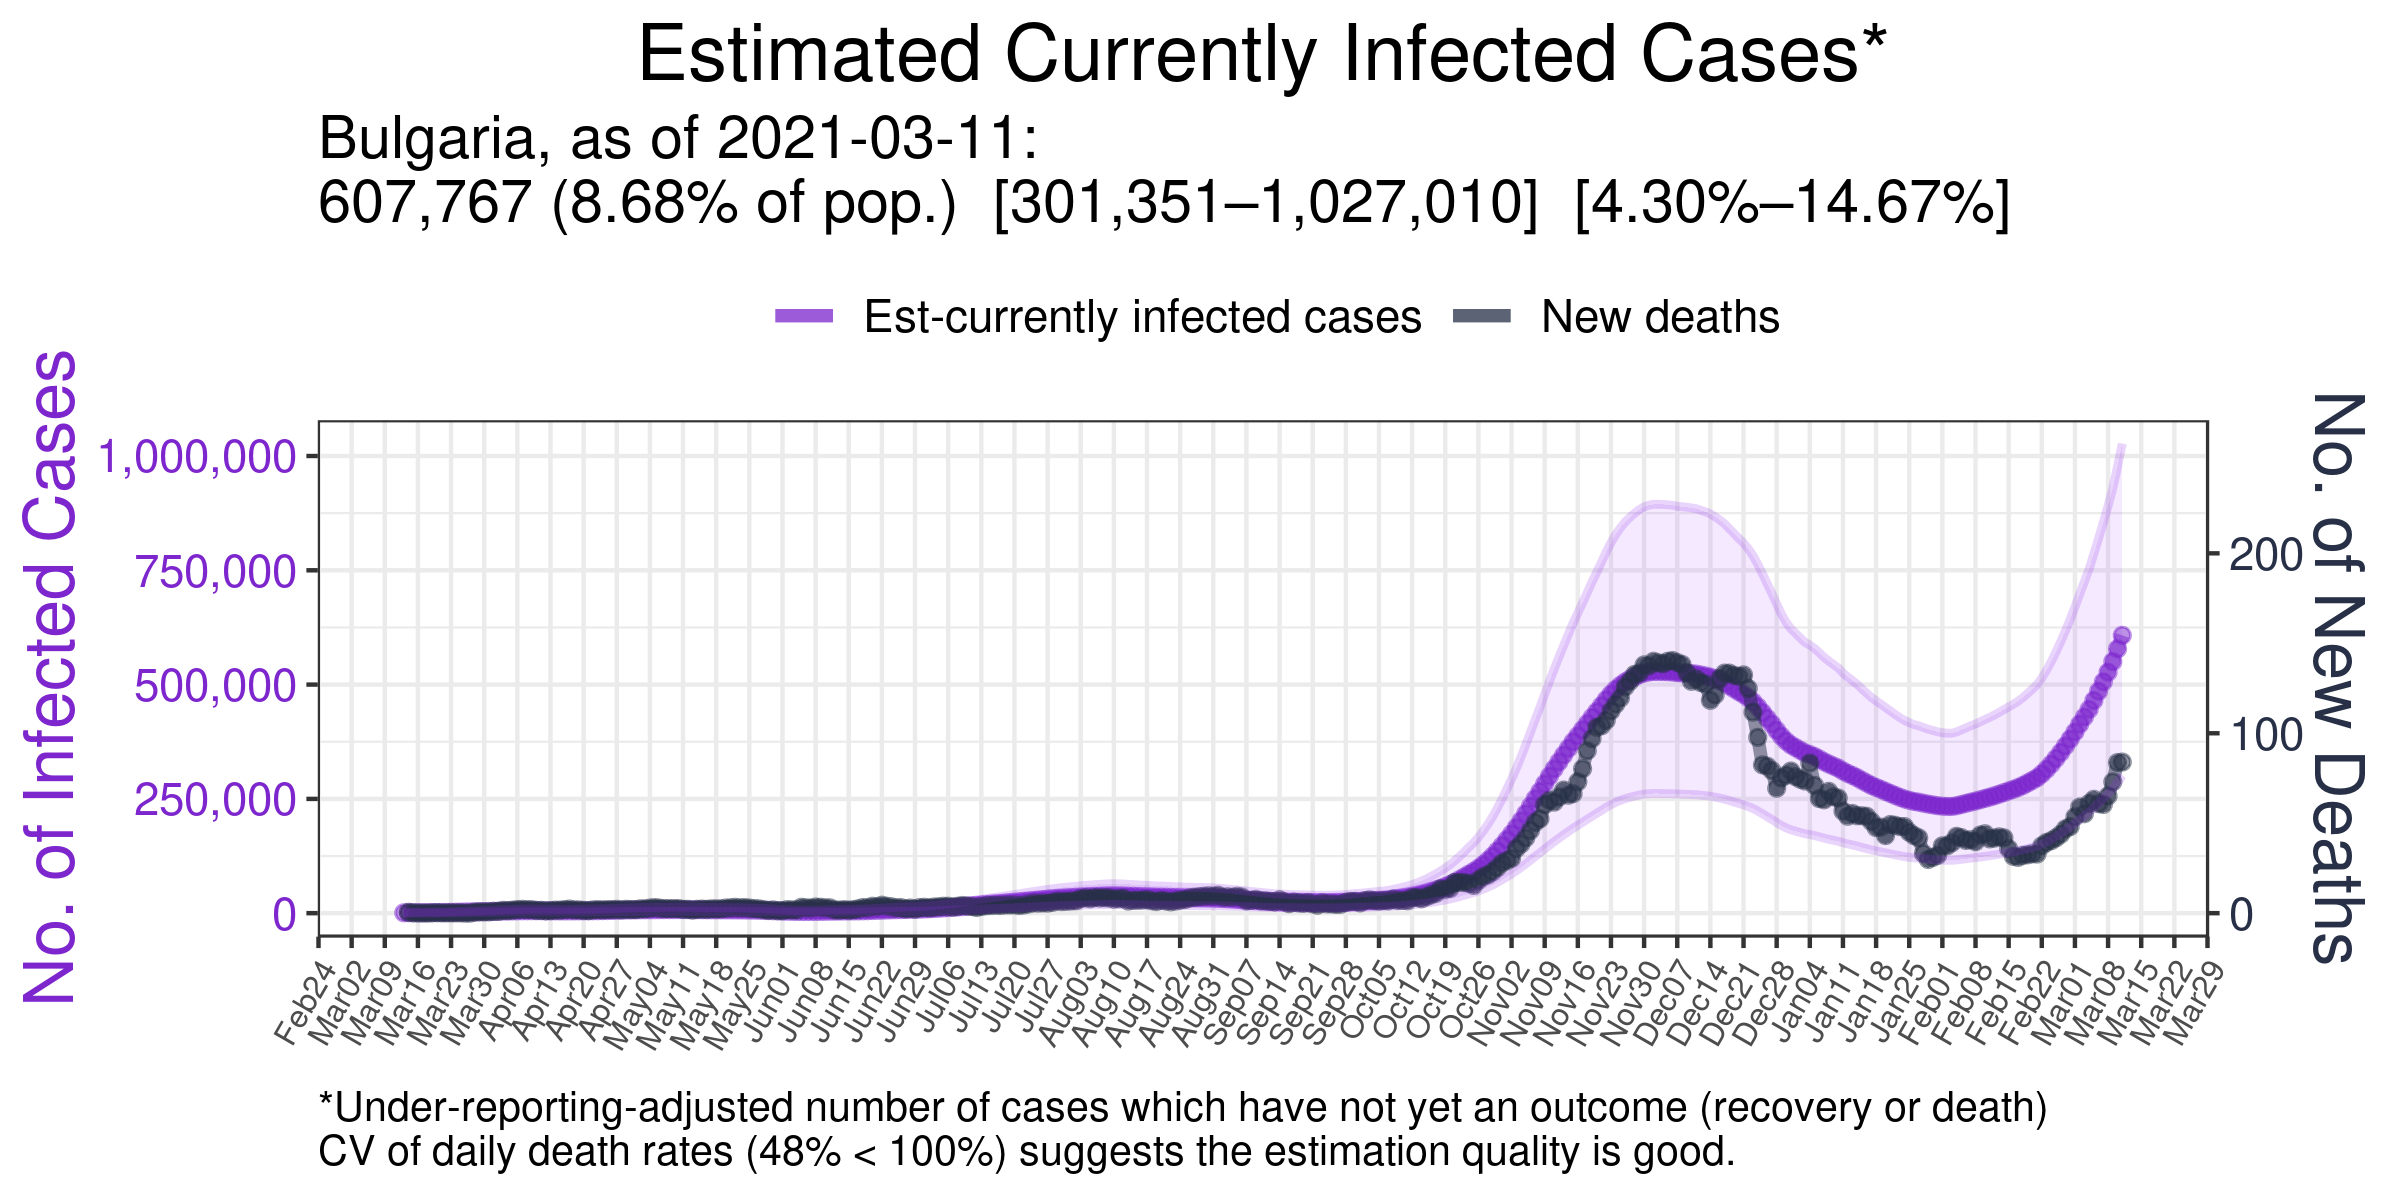 Estimated Currently Infected Cases*
Bulgaria, as of 2021-03-11:
607,767 (8.68% of pop.)  [301,351–1,027,010]  [4.30%–14.67%]
Est-currently infected cases
New deaths
No. of Infected Cases
1,000,000
750,000
500,000
250,000
0
No. of New Deaths
200
100
0
Feb24
Mar02
Mar09
Mar16
Mar23
Mar30
Apr06
Apr13
Apr20
Apr27
May04
May11
May18
May25
Jun01
Jun08
Jun15
Jun22
Jun29
Jul06
Jul13
Jul20
Jul27
Aug03
Aug10
Aug17
Aug24
Aug31
Sep07
Sep14
Sep21
Sep28
Oct05
Oct12
Oct19
Oct26
Nov02
Nov09
Nov16
Nov23
Nov30
Dec07
Dec14
Dec21
Dec28
Jan04
Jan11
Jan18
Jan25
Feb01
Feb08
Feb15
Feb22
Mar01
Mar08
Mar15
Mar22
Mar29
*Under-reporting-adjusted number of cases which have not yet an outcome (recovery or death)
CV of daily death rates (48% < 100%) suggests the estimation quality is good.